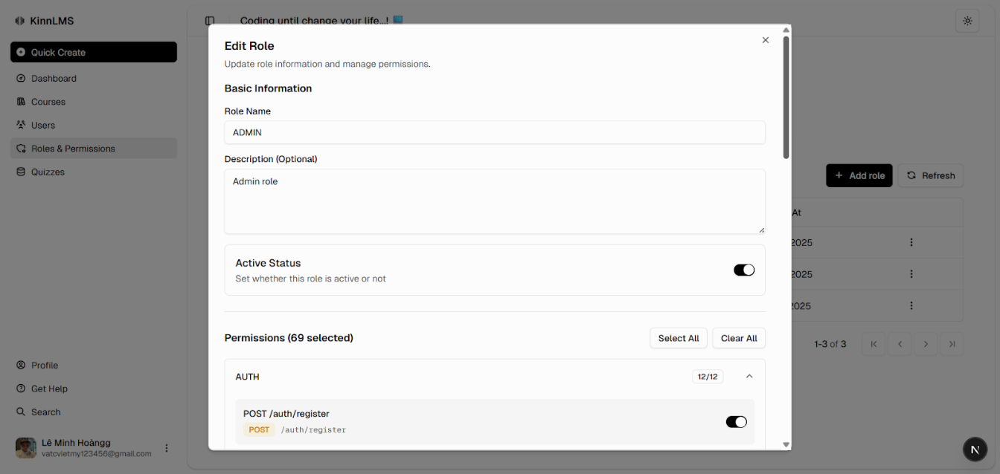 KinnLMS
Coding until change your life...!
Quick Create
Dashboard
Courses
Users
Roles & Permissions
Quizzes
Edit Role
Update role information and manage permissions.
Basic Information
Role Name
ADMIN
Description (Optional)
Admin role
Active Status
Set whether this role is active or not
Permissions (69 selected)
Select All
Clear All
AUTH
12/12
POST /auth/register
POST /auth/register
Add role
Refresh
At
2025
2025
2025
1-3 of 3
Profile
Get Help
Search
Lê Minh Hoàngg
vatcvietmy123456@gmail.com
N